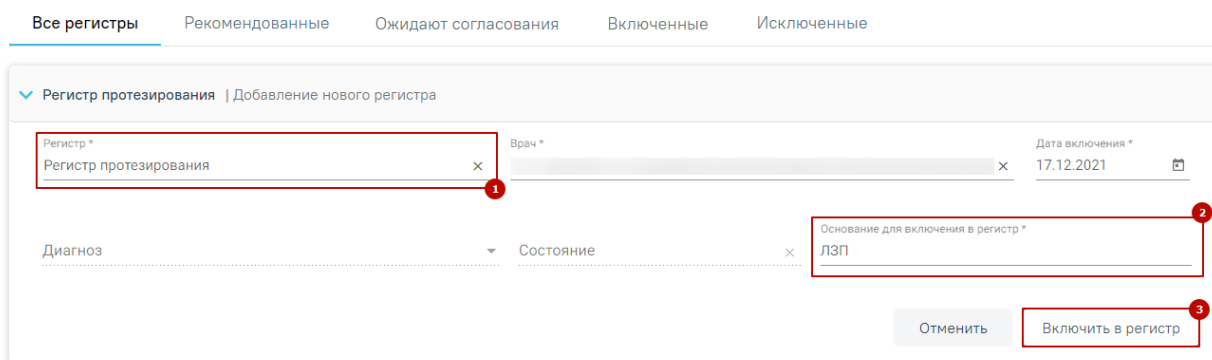 Все регистры Рекомендованные Ожидают согласования Включенные Исключенные
Регистр протезирования | Добавление нового регистра
Регистр * Врач * Дата включения *
Регистр протезирования 17.12.2021
1
2
Основание для включения в регистр *
Диагноз Состояние ЛЗП
3
Отменить Включить в регистр